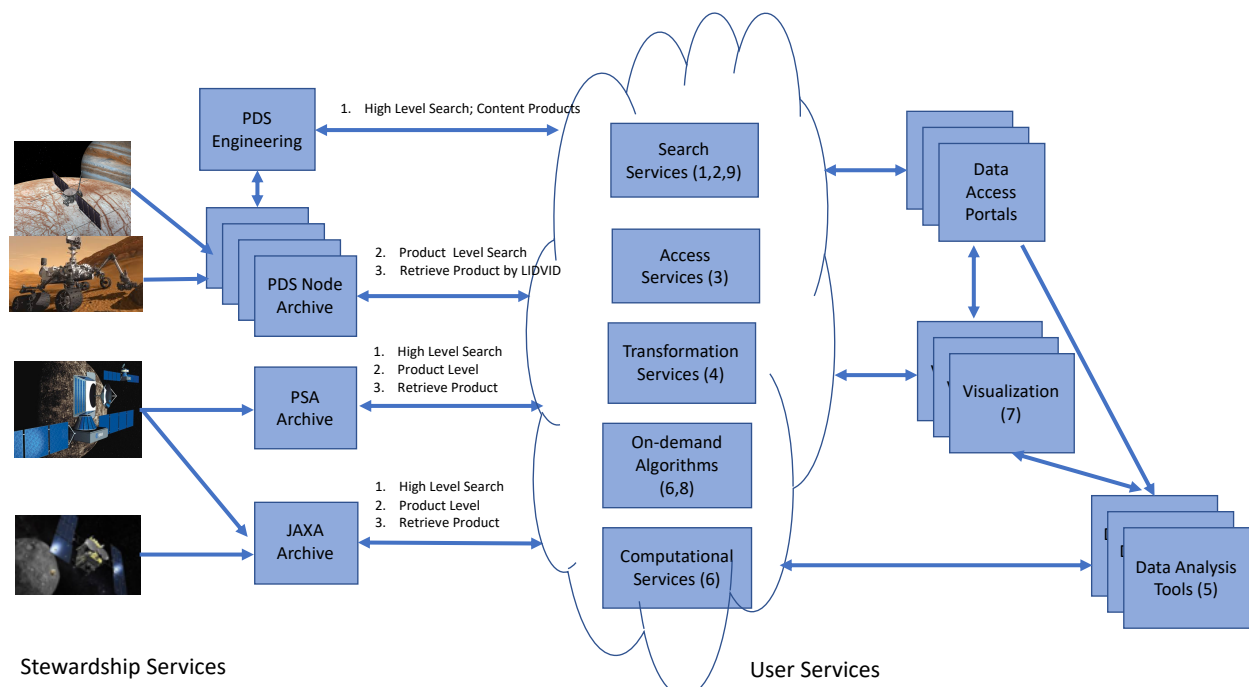 PDS
Engineering
1. High Level Search; Content Products
PDS Node
Archive
2. Product Level Search
3. Retrieve Product by LIDVID
PSA
Archive
1. High Level Search
2. Product Level
3. Retrieve Product
JAXA
Archive
1. High Level Search
2. Product Level
3. Retrieve Product
Search
Services (1,2,9)
Access
Services (3)
Transformation
Services (4)
On-demand
Algorithms
(6,8)
Computational
Services (6)
Data
Access
Portals
Visualization
(7)
Data Analysis
Tools (5)
Stewardship Services
User Services